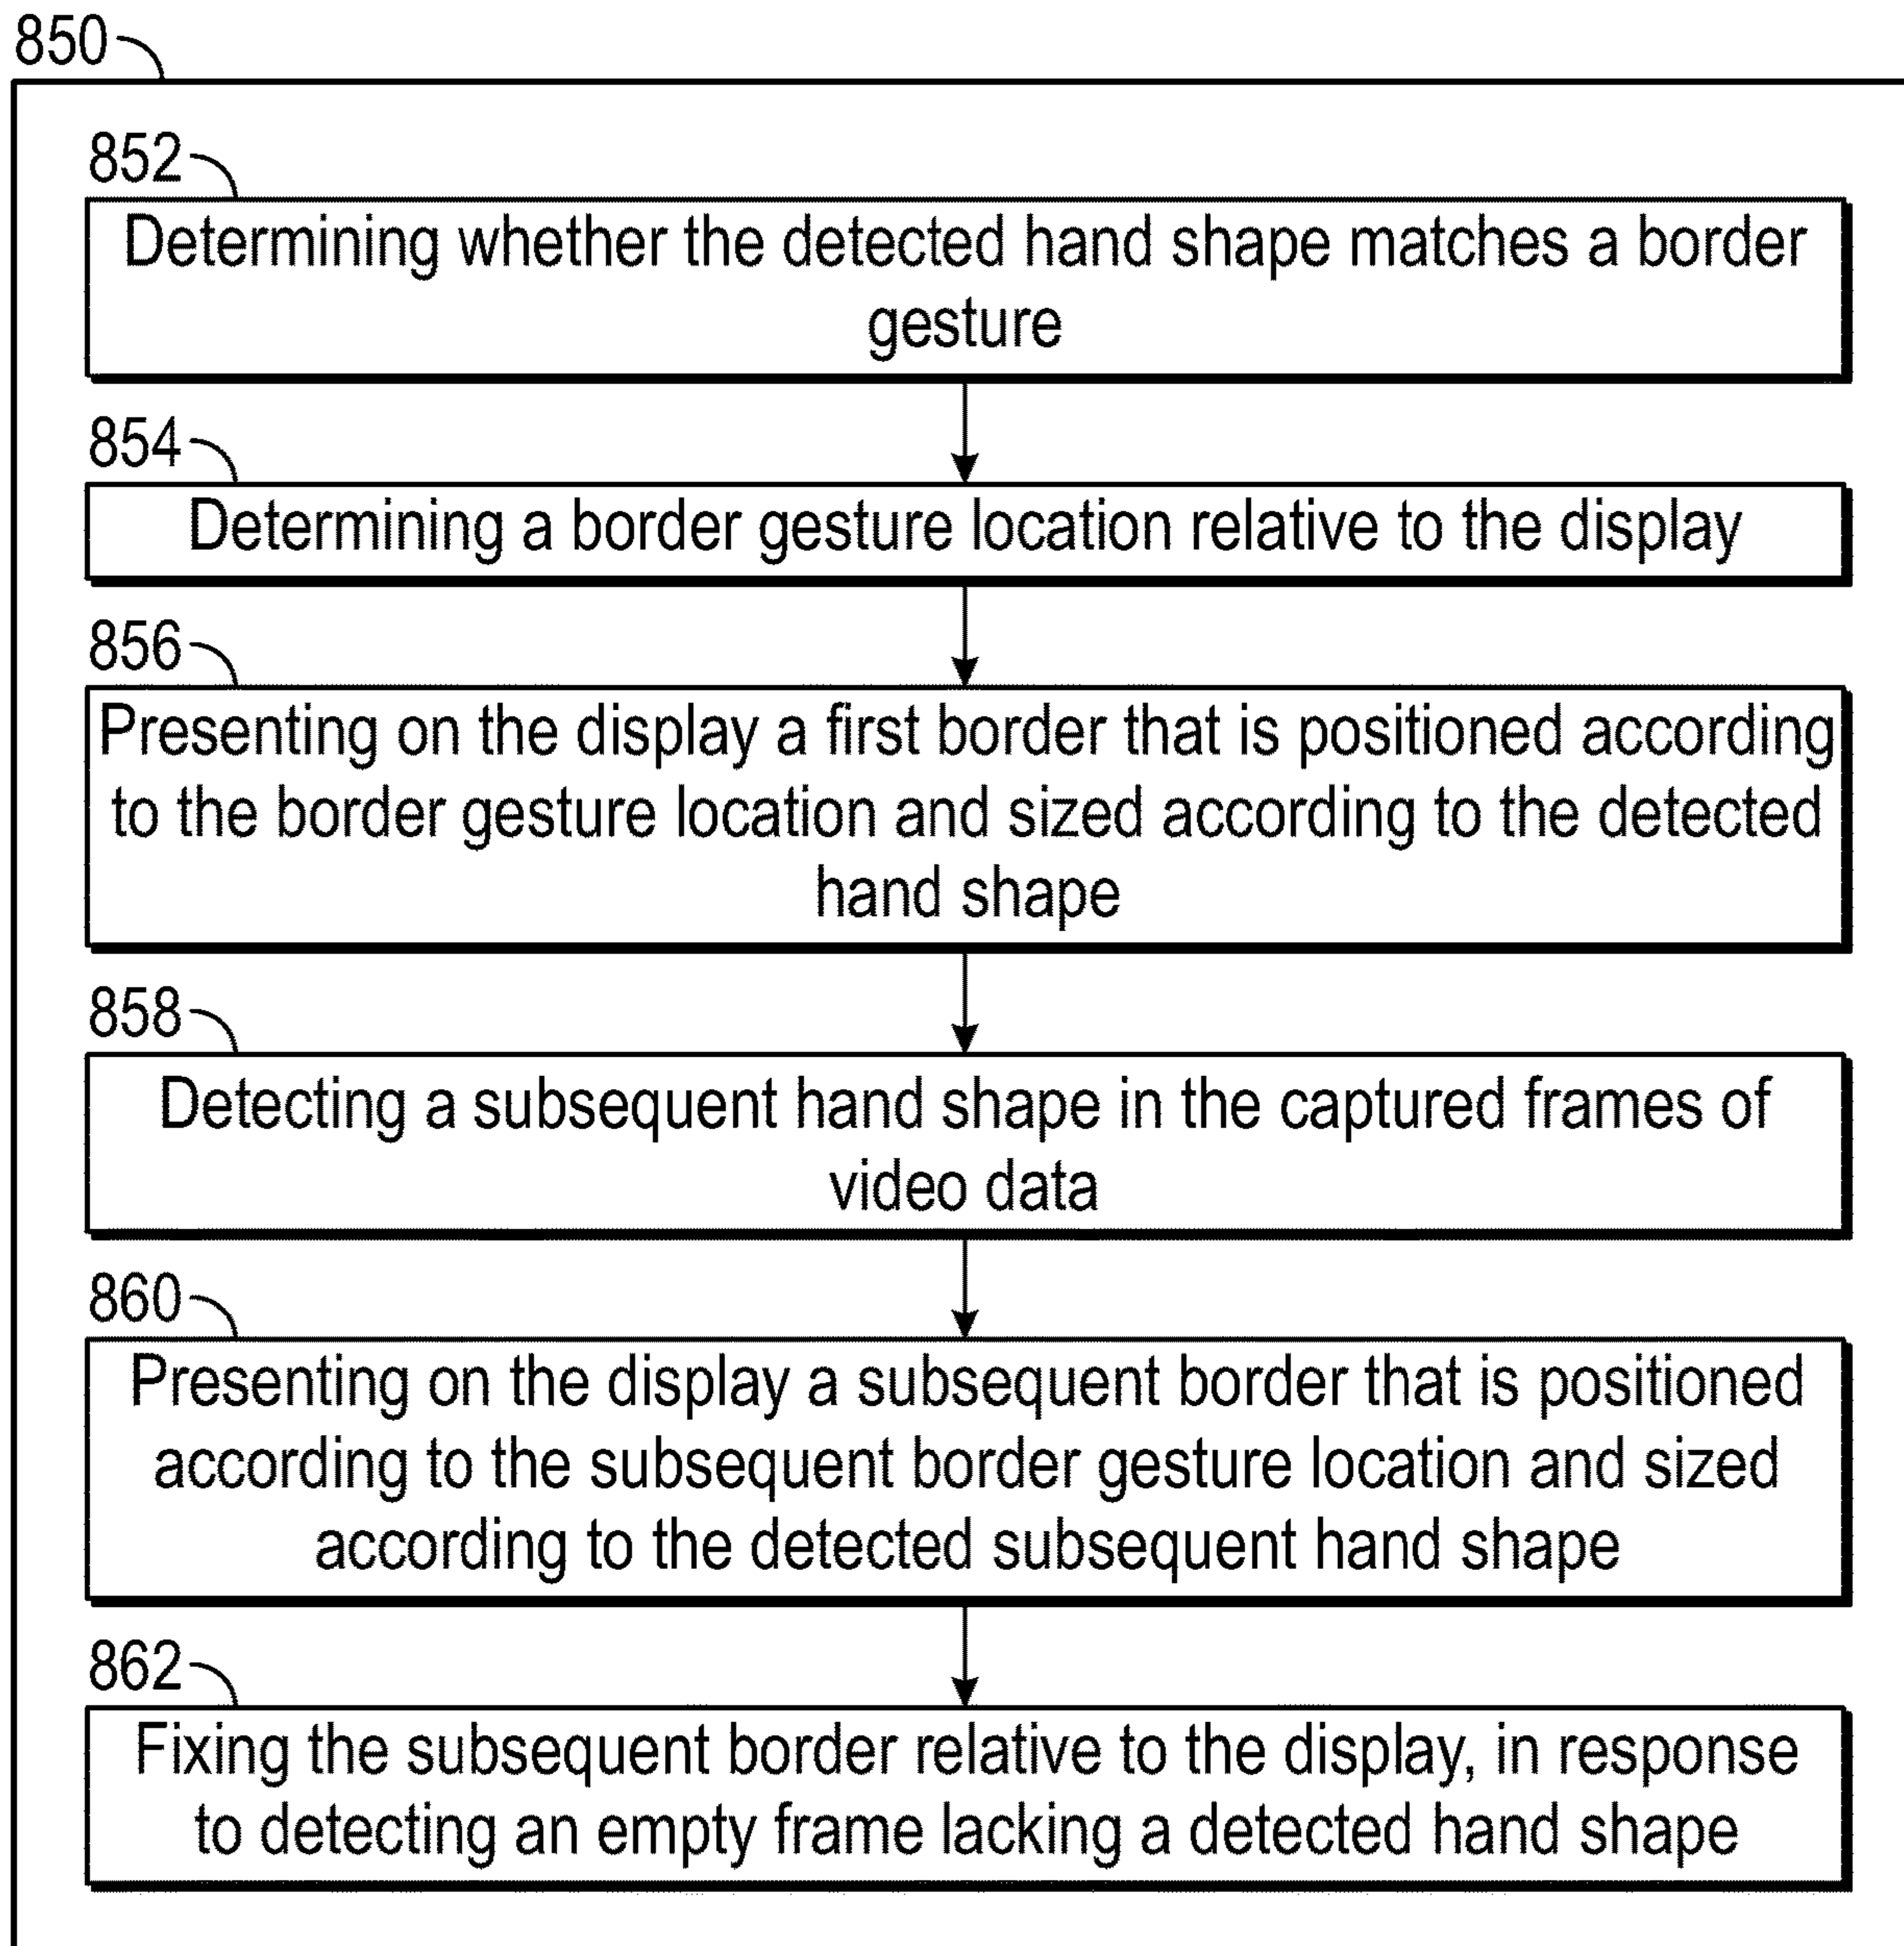 850
852
Determining whether the detected hand shape matches a border
gesture
854
Determining a border gesture location relative to the display
856
Presenting on the display a first border that is positioned according
to the border gesture location and sized according to the detected
hand shape
858
Detecting a subsequent hand shape in the captured frames of
video data
860
Presenting on the display a subsequent border that is positioned
according to the subsequent border gesture location and sized
according to the detected subsequent hand shape
862
Fixing the subsequent border relative to the display, in response
to detecting an empty frame lacking a detected hand shape